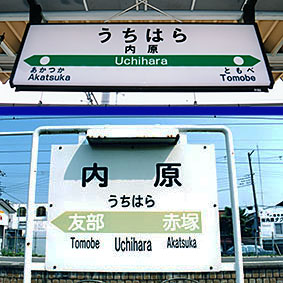 うちはら
内原
Uchihara
あかつか
Akatsuka
ともべ
Tomobe
内原
うちはら
友部 赤塚
Tomobe Uchihara Akatsuka